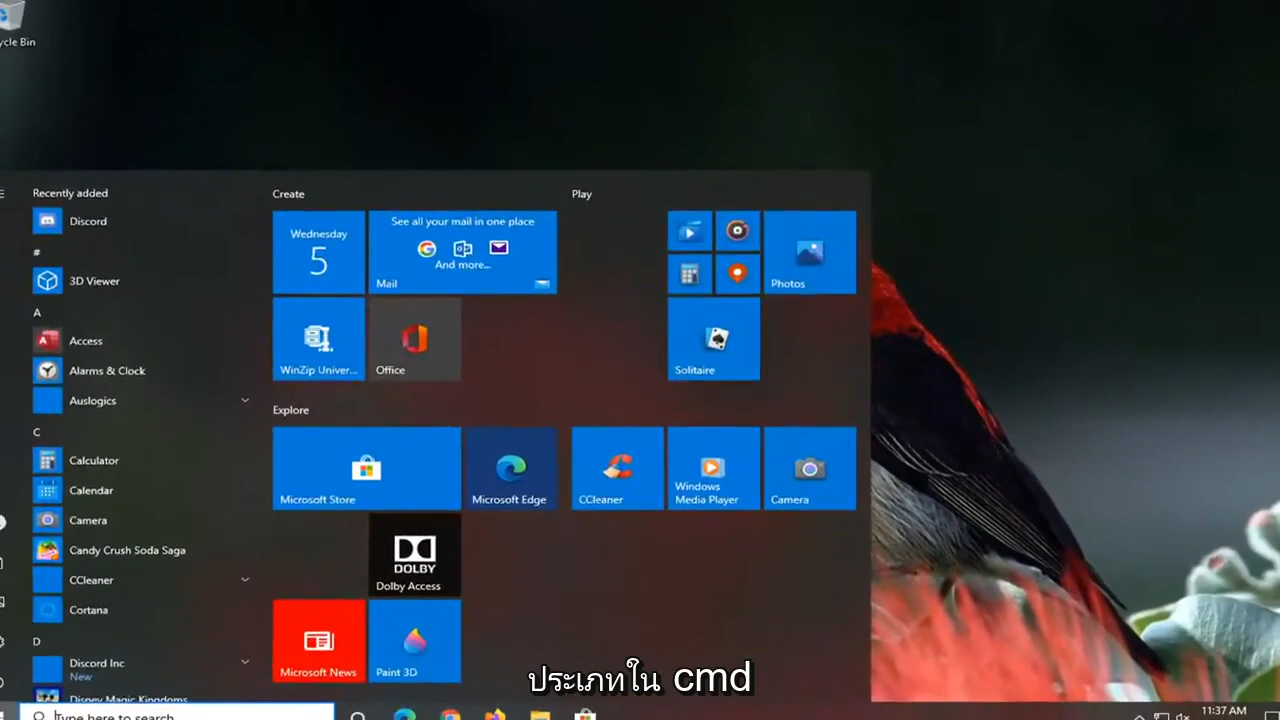 ycle Bin
Recently added
Discord
#
3D Viewer
A
Access
Alarms & Clock
Auslogics
C
Calculator
Calendar
Camera
Candy Crush Soda Saga
CCleaner
Cortana
D
Discord Inc
New
Disney Magic Kingdoms
Create
Wednesday
5
See all your mail in one place
And more...
Mail
WinZip Univer...
Office
Explore
Microsoft Store
Microsoft Edge
DOLBY
Dolby Access
Microsoft News
Paint 3D
Play
Photos
Solitaire
CCleaner
Windows
Media Player
Camera
ประเภทใน cmd
Type here to search
11:37 AM